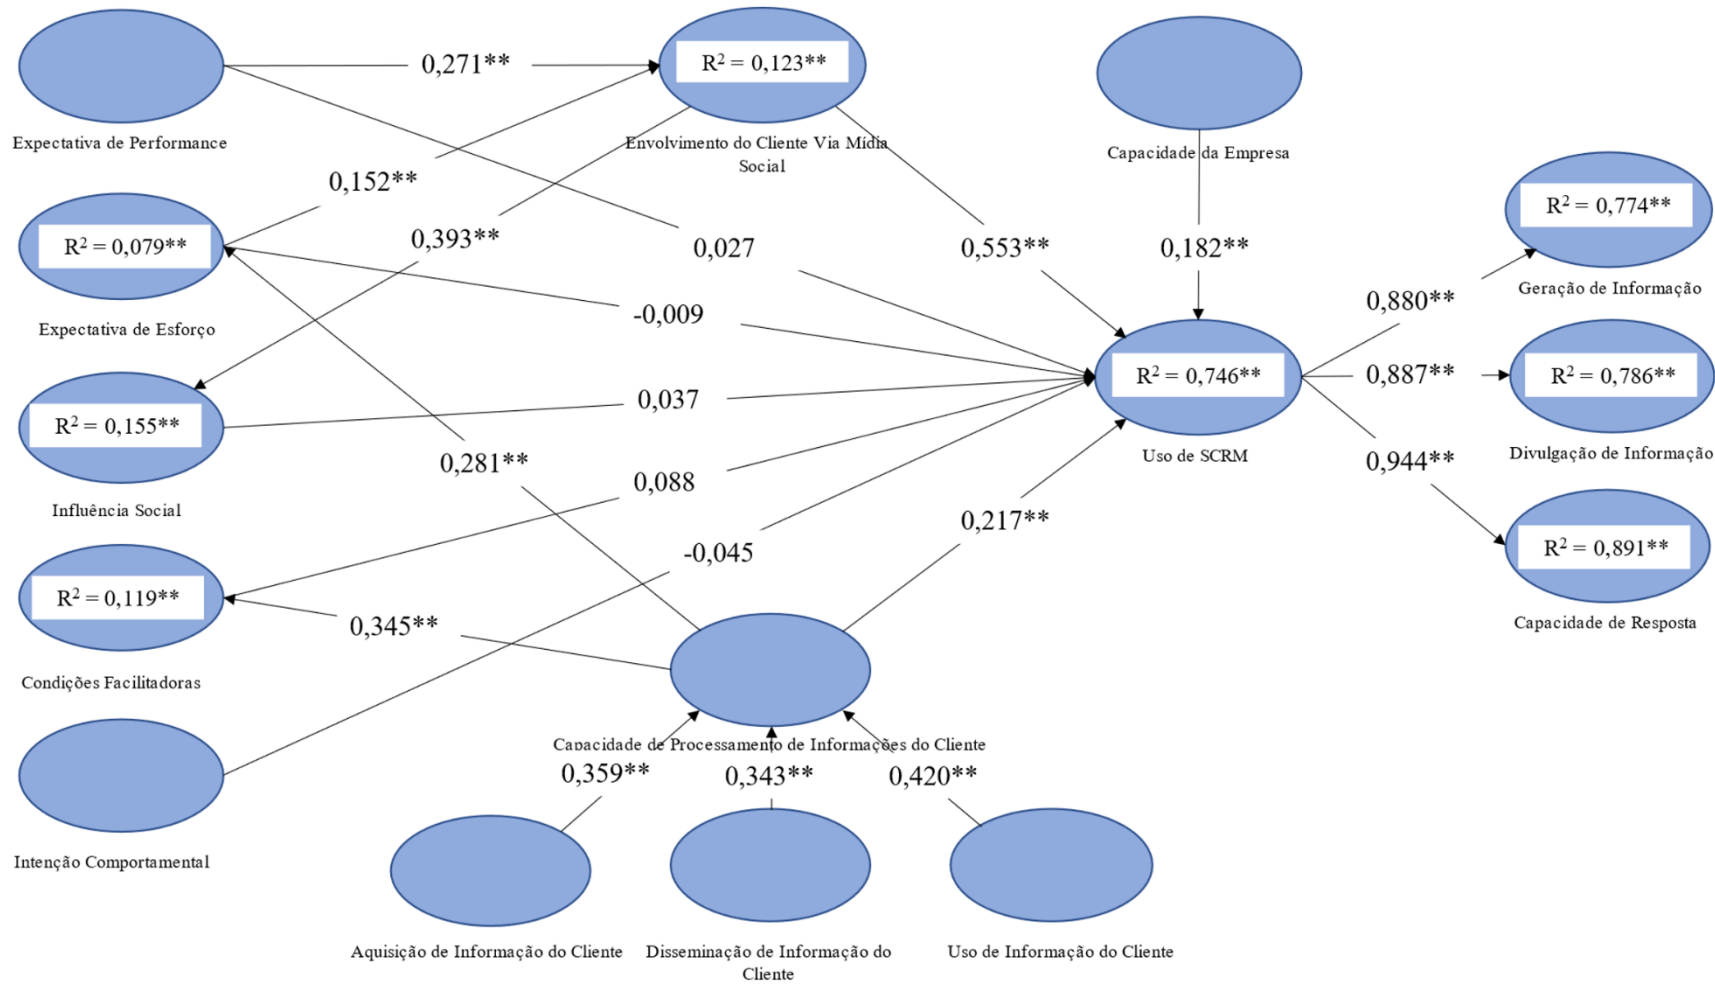 0,271**
R² = 0,123**
Expectativa de Performance
Envolvimento do Cliente Via Mídia
Social
Capacidade da Empresa
0,152**
R² = 0,774**
R² = 0,079**
0,393**
0,027
0,553**
0,182**
Geração de Informação
0,880**
Expectativa de Esforço
-0,009
R² = 0,746**
0,887**
R² = 0,786**
0,037
R² = 0,155**
Uso de SCRM
Divulgação de Informação
0,281**
0,944**
0,088
Influência Social
0,217**
R² = 0,891**
-0,045
R² = 0,119**
0,345**
Capacidade de Resposta
Condições Facilitadoras
Capacidade de Processamento de Informações do Cliente
0,359**
0,343**
0,420**
Intenção Comportamental
Aquisição de Informação do Cliente
Disseminação de Informação do
Cliente
Uso de Informação do Cliente